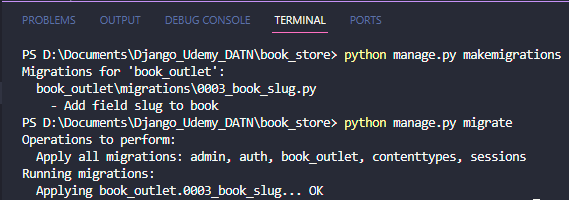 PROBLEMS OUTPUT DEBUG CONSOLE TERMINAL PORTS
PS D:\Documents\Django_Udemy_DATN\book_store> python manage.py makemigrations
Migrations for 'book_outlet':
  book_outlet\migrations\0003_book_slug.py
    - Add field slug to book
PS D:\Documents\Django_Udemy_DATN\book_store> python manage.py migrate
Operations to perform:
  Apply all migrations: admin, auth, book_outlet, contenttypes, sessions
Running migrations:
  Applying book_outlet.0003_book_slug... OK